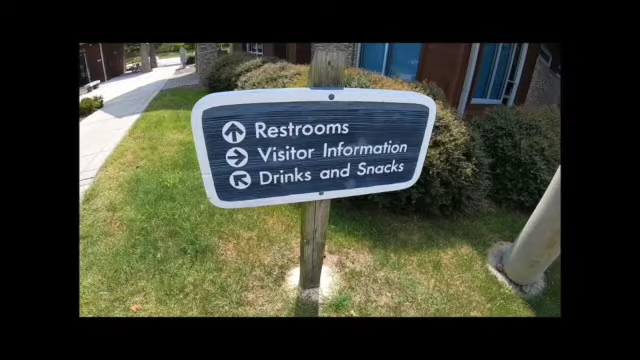 Restrooms
Visitor Information
Drinks and Snacks